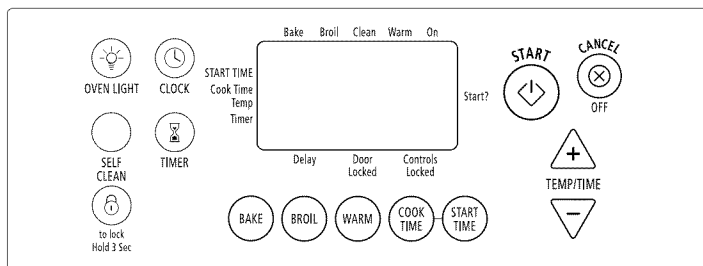 Bake Broil Clean Warm On
START TIME
Cook Time
Temp
Timer
Start?
Delay
Door
Locked
Controls
Locked
OVEN LIGHT
CLOCK
SELF
CLEAN
TIMER
to lock
Hold 3 Sec
BAKE
BROIL
WARM
COOK
TIME
START
TIME
START
CANCEL
OFF
TEMP/TIME